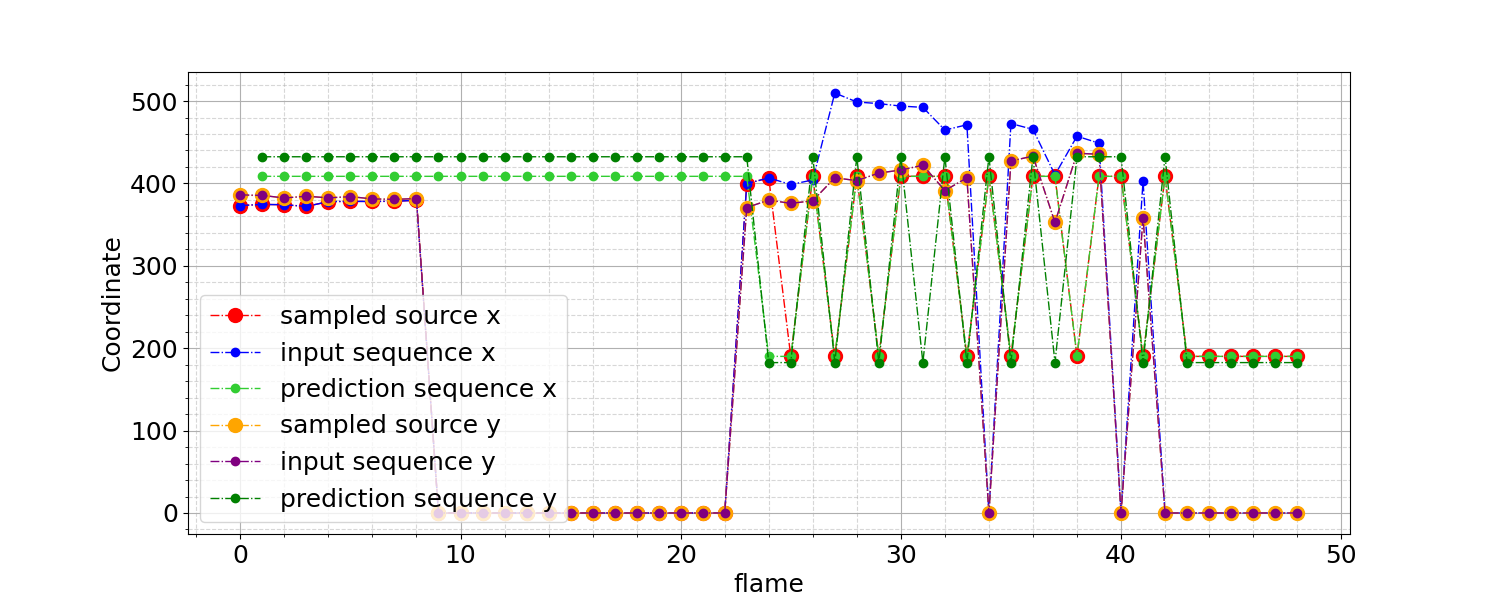 500
400
300
200
100
0
Coordinate
sampled source x
input sequence x
prediction sequence x
sampled source y
input sequence y
prediction sequence y
0 10 20 30 40 50
flame